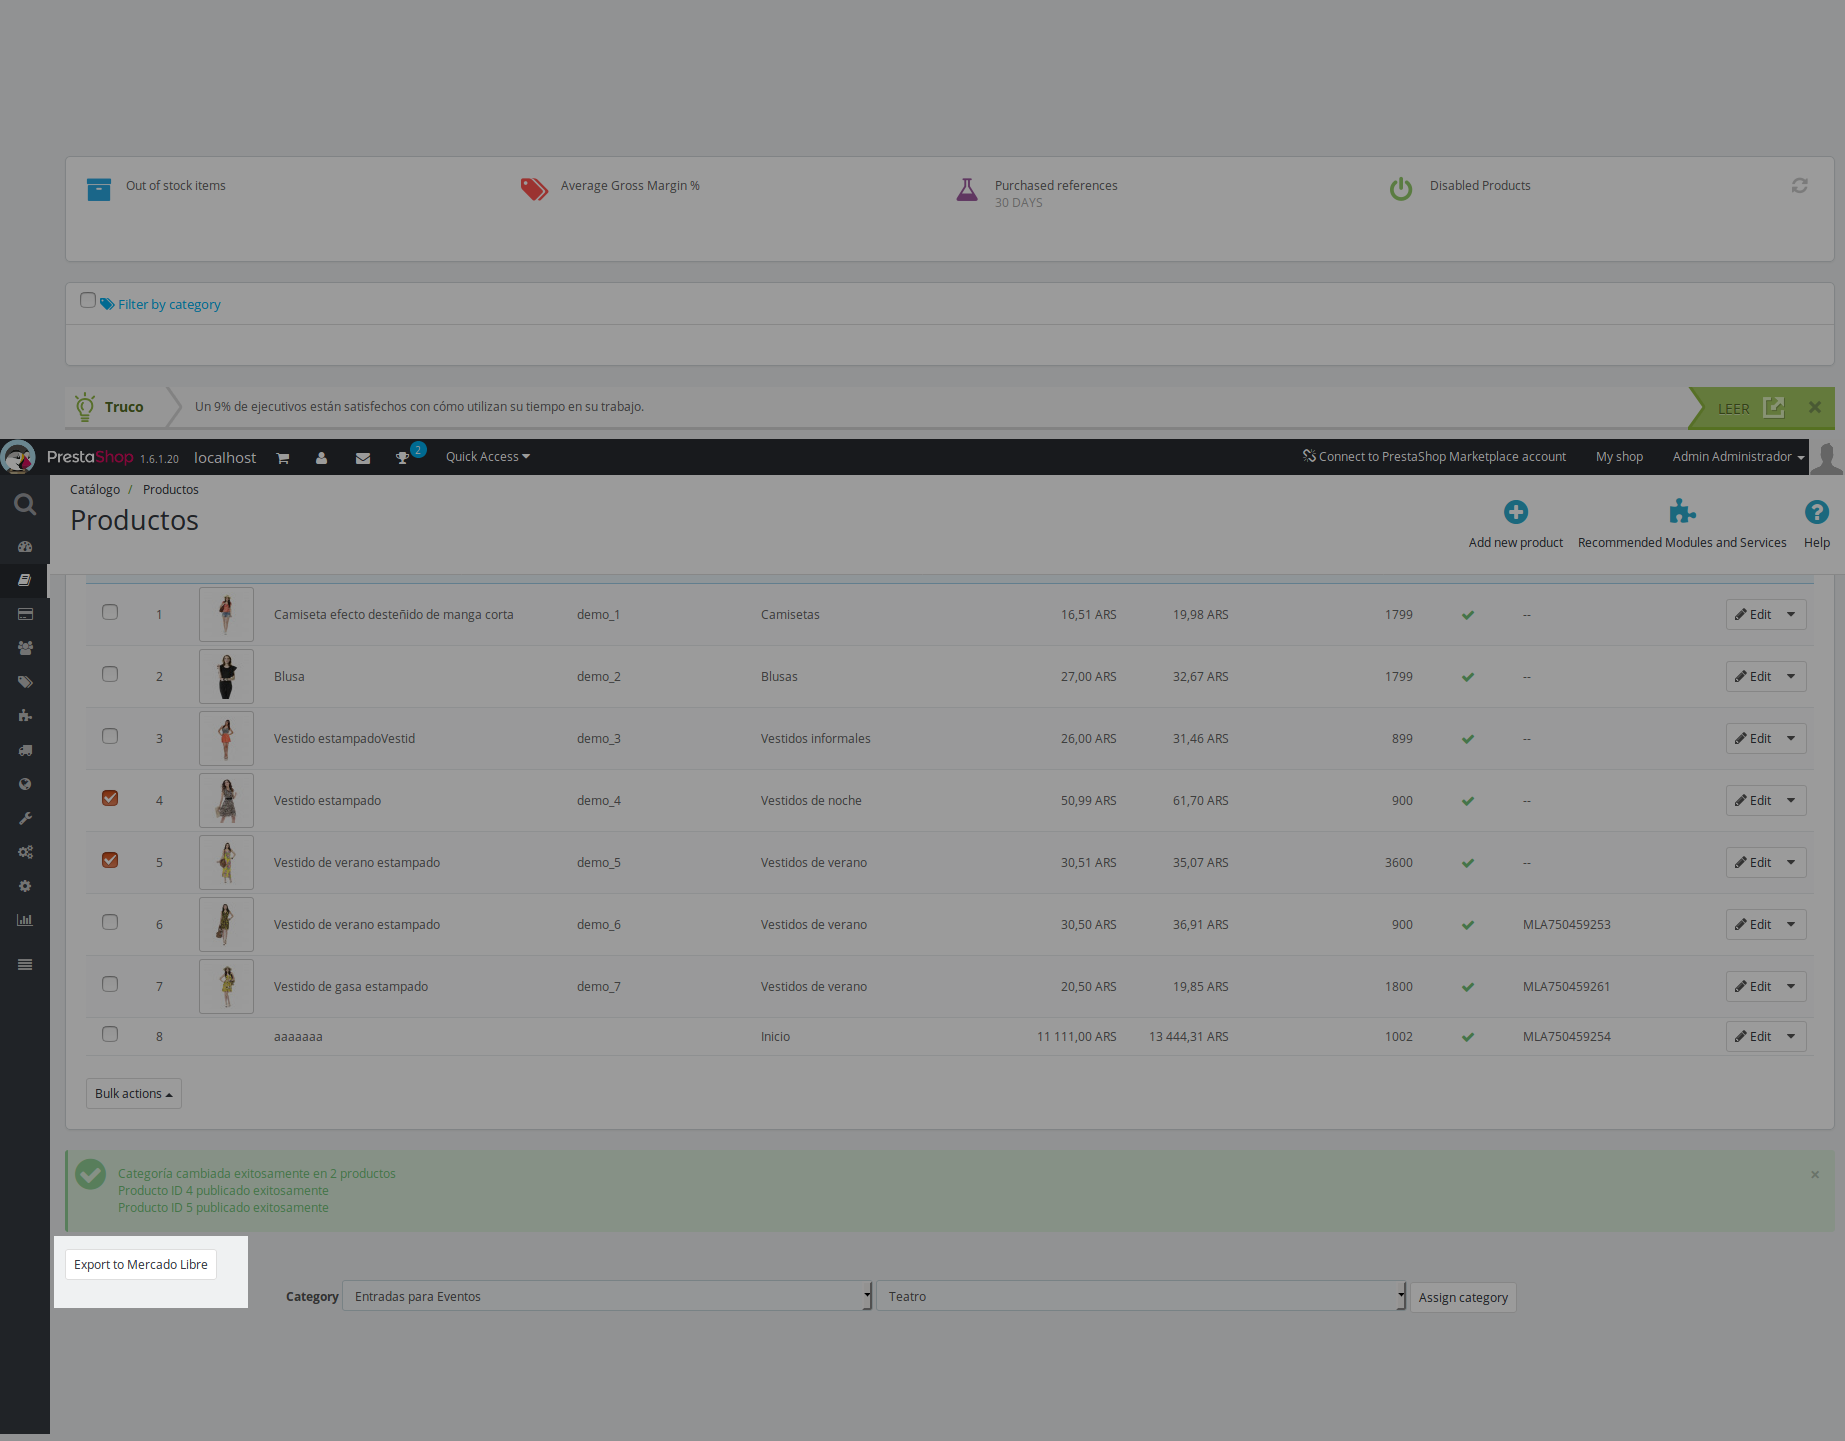 Out of stock items
Average Gross Margin %
Purchased references
30 DAYS
Disabled Products
Filter by category
Truco
Un 9% de ejecutivos están satisfechos con cómo utilizan su tiempo en su trabajo.
LEER
PrestaShop 1.6.1.20 localhost 2 Quick Access
Connect to PrestaShop Marketplace account My shop Admin Administrador
Catálogo / Productos
Productos
Add new product Recommended Modules and Services Help
1 Camiseta efecto desteñido de manga corta demo_1 Camisetas 16,51 ARS 19,98 ARS 1799 -- Edit
2 Blusa demo_2 Blusas 27,00 ARS 32,67 ARS 1799 -- Edit
3 Vestido estampadoVestid demo_3 Vestidos informales 26,00 ARS 31,46 ARS 899 -- Edit
4 Vestido estampado demo_4 Vestidos de noche 50,99 ARS 61,70 ARS 900 -- Edit
5 Vestido de verano estampado demo_5 Vestidos de verano 30,51 ARS 35,07 ARS 3600 -- Edit
6 Vestido de verano estampado demo_6 Vestidos de verano 30,50 ARS 36,91 ARS 900 MLA750459253 Edit
7 Vestido de gasa estampado demo_7 Vestidos de verano 20,50 ARS 19,85 ARS 1800 MLA750459261 Edit
8 aaaaaaa Inicio 11 111,00 ARS 13 444,31 ARS 1002 MLA750459254 Edit
Bulk actions
Categoría cambiada exitosamente en 2 productos
Producto ID 4 publicado exitosamente
Producto ID 5 publicado exitosamente
Export to Mercado Libre
Category Entradas para Eventos Teatro Assign category